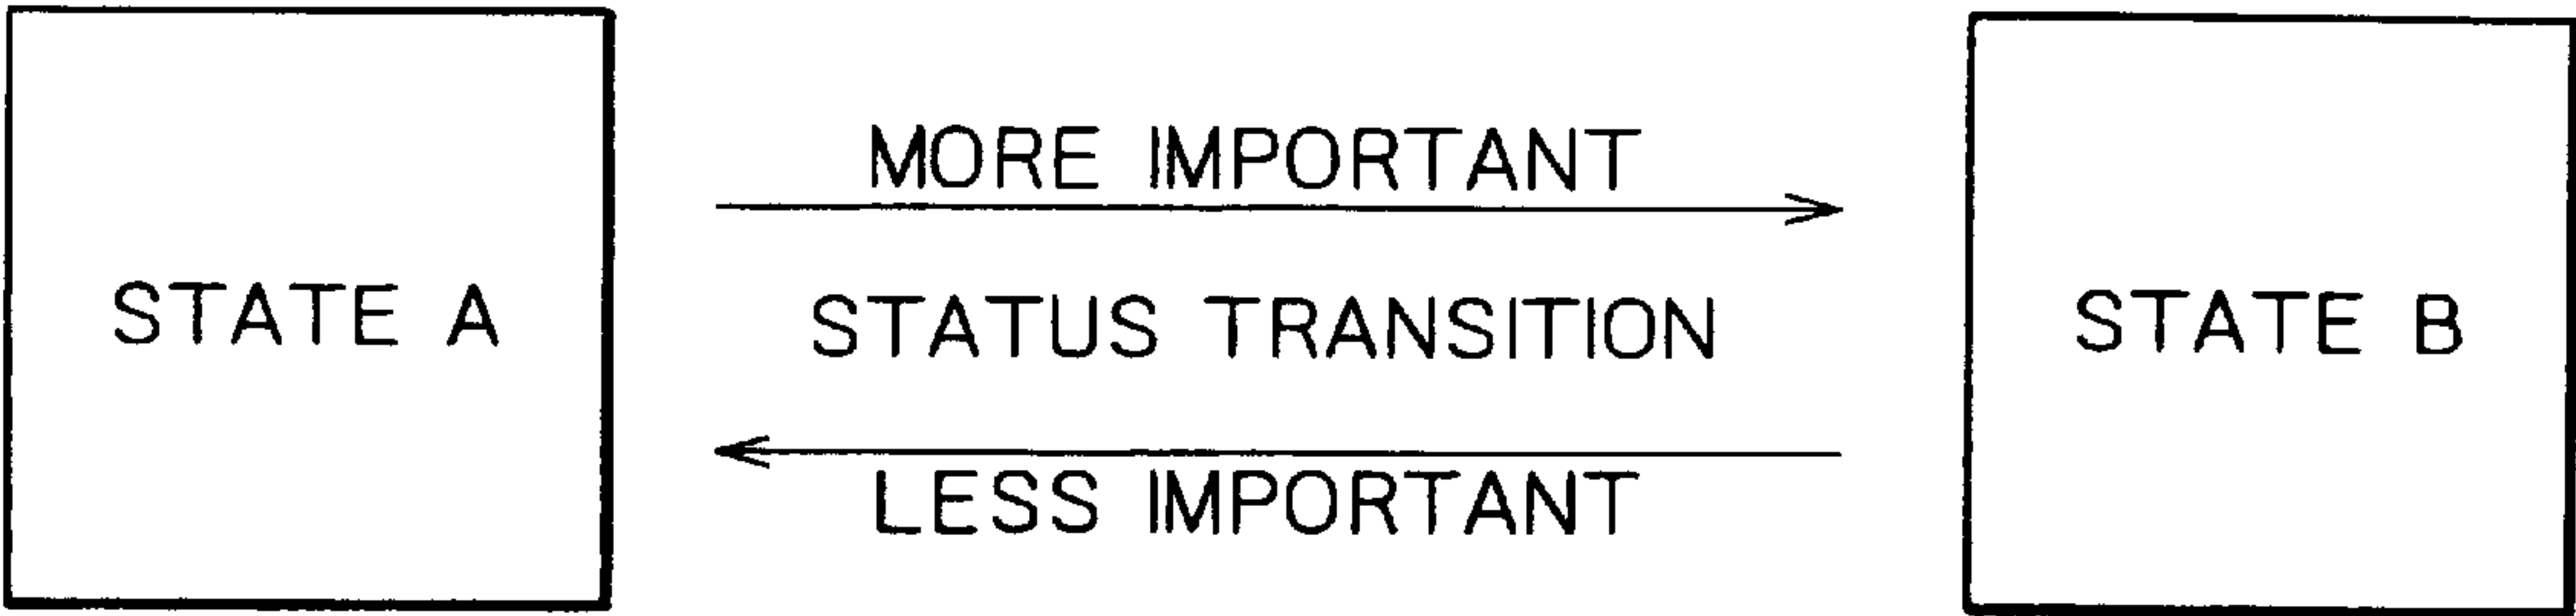 MORE IMPORTANT
STATE A
STATUS TRANSITION
STATE B
LESS IMPORTANT